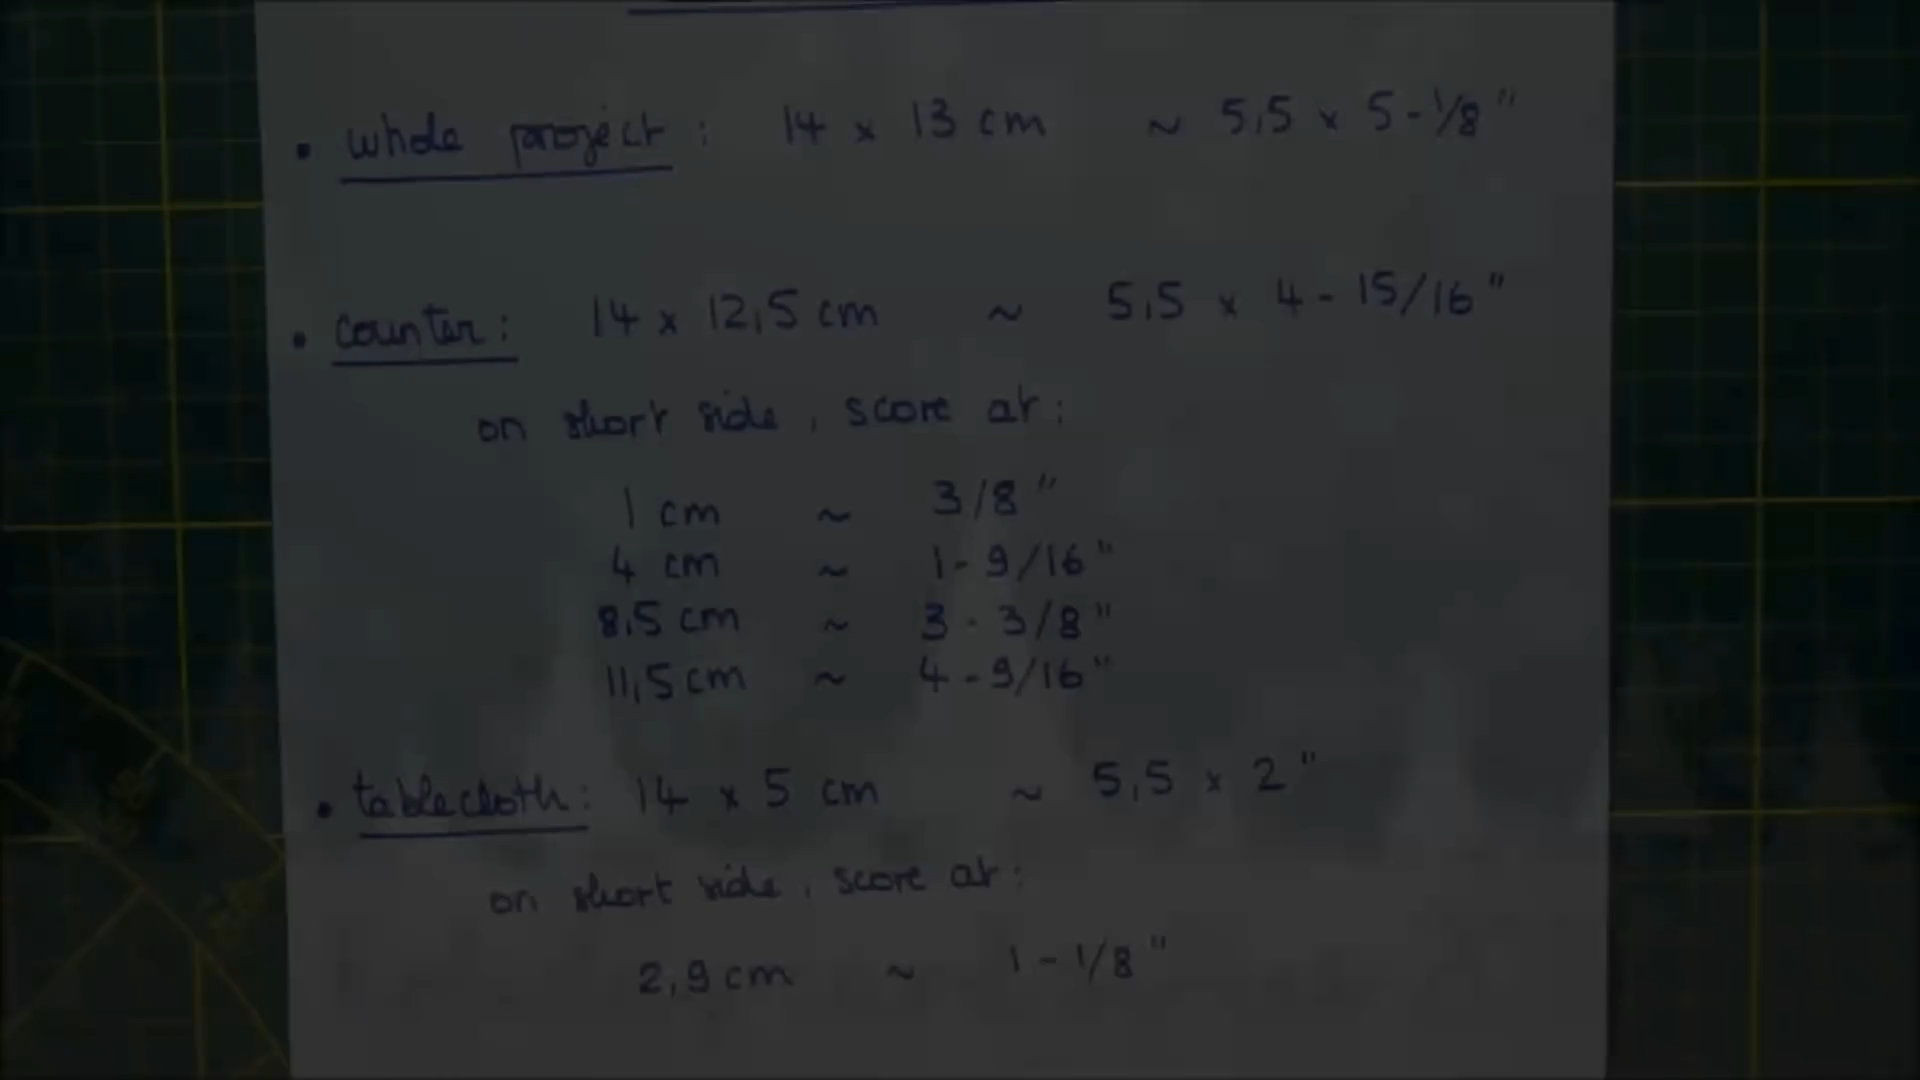 • whole project : 14 x 13 cm ~ 5,5 x 5-1/8"
• counter : 14 x 12,5 cm ~ 5,5 x 4-15/16"
on short side, score at :
1 cm ~ 3/8"
4 cm ~ 1-9/16"
8,5 cm ~ 3-3/8"
11,5 cm ~ 4-9/16"
• tablecloth : 14 x 5 cm ~ 5,5 x 2"
on short side, score at :
2,9 cm ~ 1-1/8"